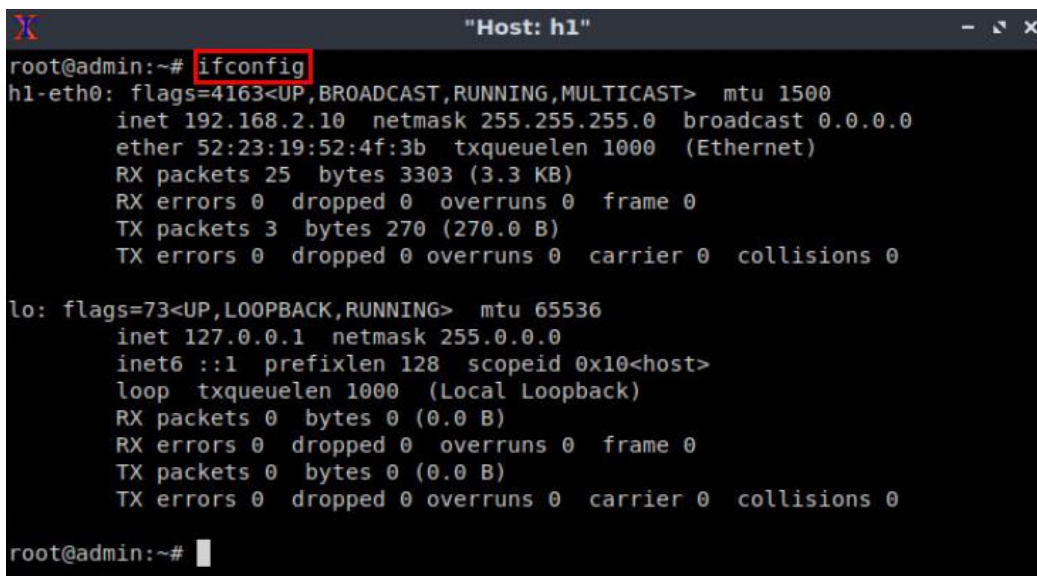 "Host: h1"
root@admin:~# ifconfig
h1-eth0: flags=4163<UP,BROADCAST,RUNNING,MULTICAST>  mtu 1500
        inet 192.168.2.10  netmask 255.255.255.0  broadcast 0.0.0.0
        ether 52:23:19:52:4f:3b  txqueuelen 1000  (Ethernet)
        RX packets 25  bytes 3303 (3.3 KB)
        RX errors 0  dropped 0  overruns 0  frame 0
        TX packets 3  bytes 270 (270.0 B)
        TX errors 0  dropped 0 overruns 0  carrier 0  collisions 0

lo: flags=73<UP,LOOPBACK,RUNNING>  mtu 65536
        inet 127.0.0.1  netmask 255.0.0.0
        inet6 ::1  prefixlen 128  scopeid 0x10<host>
        loop  txqueuelen 1000  (Local Loopback)
        RX packets 0  bytes 0 (0.0 B)
        RX errors 0  dropped 0  overruns 0  frame 0
        TX packets 0  bytes 0 (0.0 B)
        TX errors 0  dropped 0 overruns 0  carrier 0  collisions 0

root@admin:~#